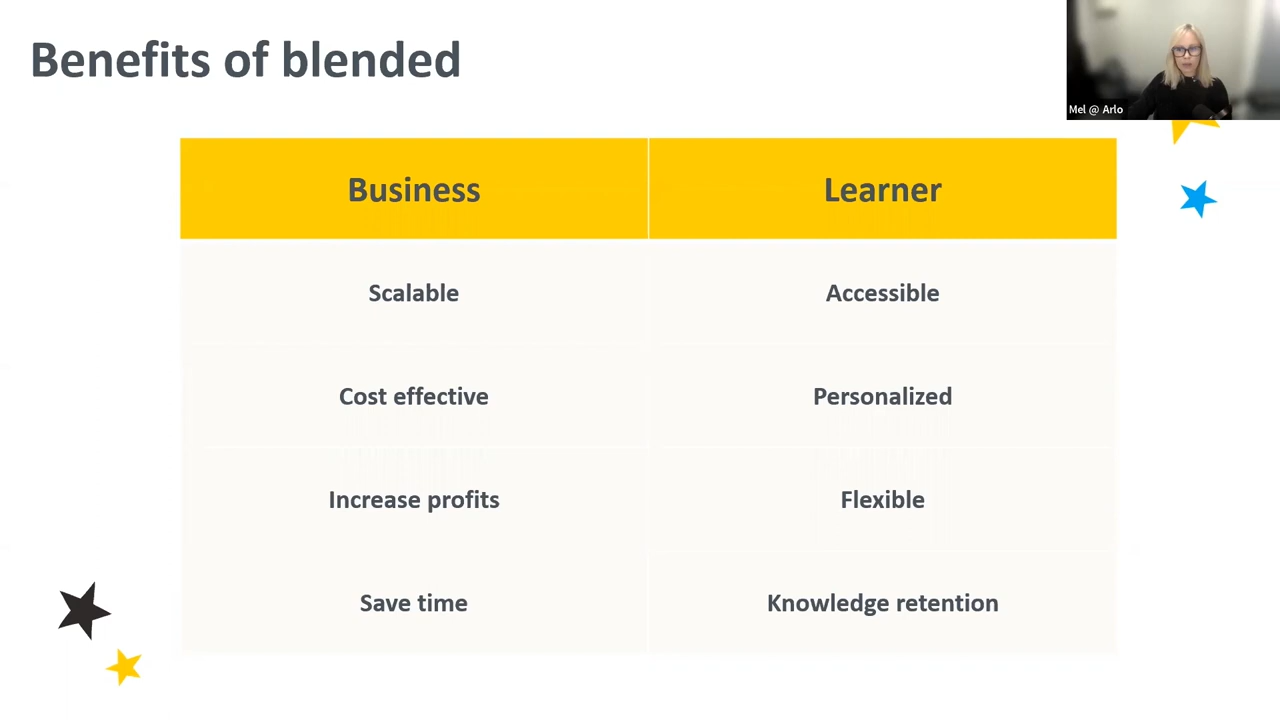 Benefits of blended
Mel @ Arlo
Business Learner
Scalable Accessible
Cost effective Personalized
Increase profits Flexible
Save time Knowledge retention